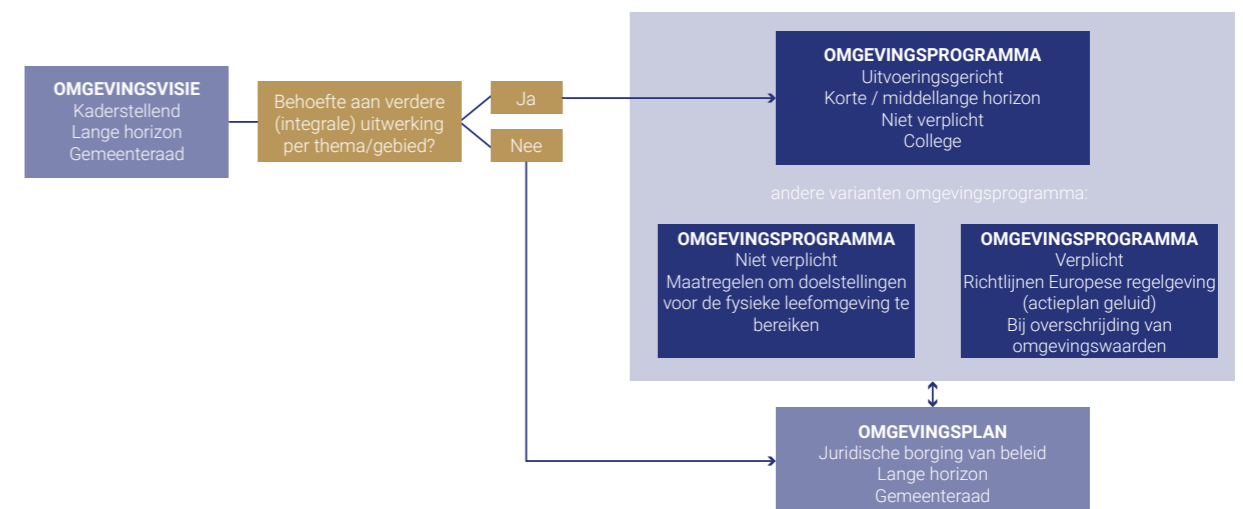 OMGEVINGSVISIE
Kaderstellend
Lange horizon
Gemeenteraad
Behoefte aan verdere
(integrale) uitwerking
per thema/gebied?
Ja
Nee
OMGEVINGSPROGRAMMA
Uitvoeringsgericht
Korte / middellange horizon
Niet verplicht
College
andere varianten omgevingsprogramma:
OMGEVINGSPROGRAMMA
Niet verplicht
Maatregelen om doelstellingen
voor de fysieke leefomgeving te
bereiken
OMGEVINGSPROGRAMMA
Verplicht
Richtlijnen Europese regelgeving
(actieplan geluid)
Bij overschrijding van
omgevingswaarden
OMGEVINGSPLAN
Juridische borging van beleid
Lange horizon
Gemeenteraad